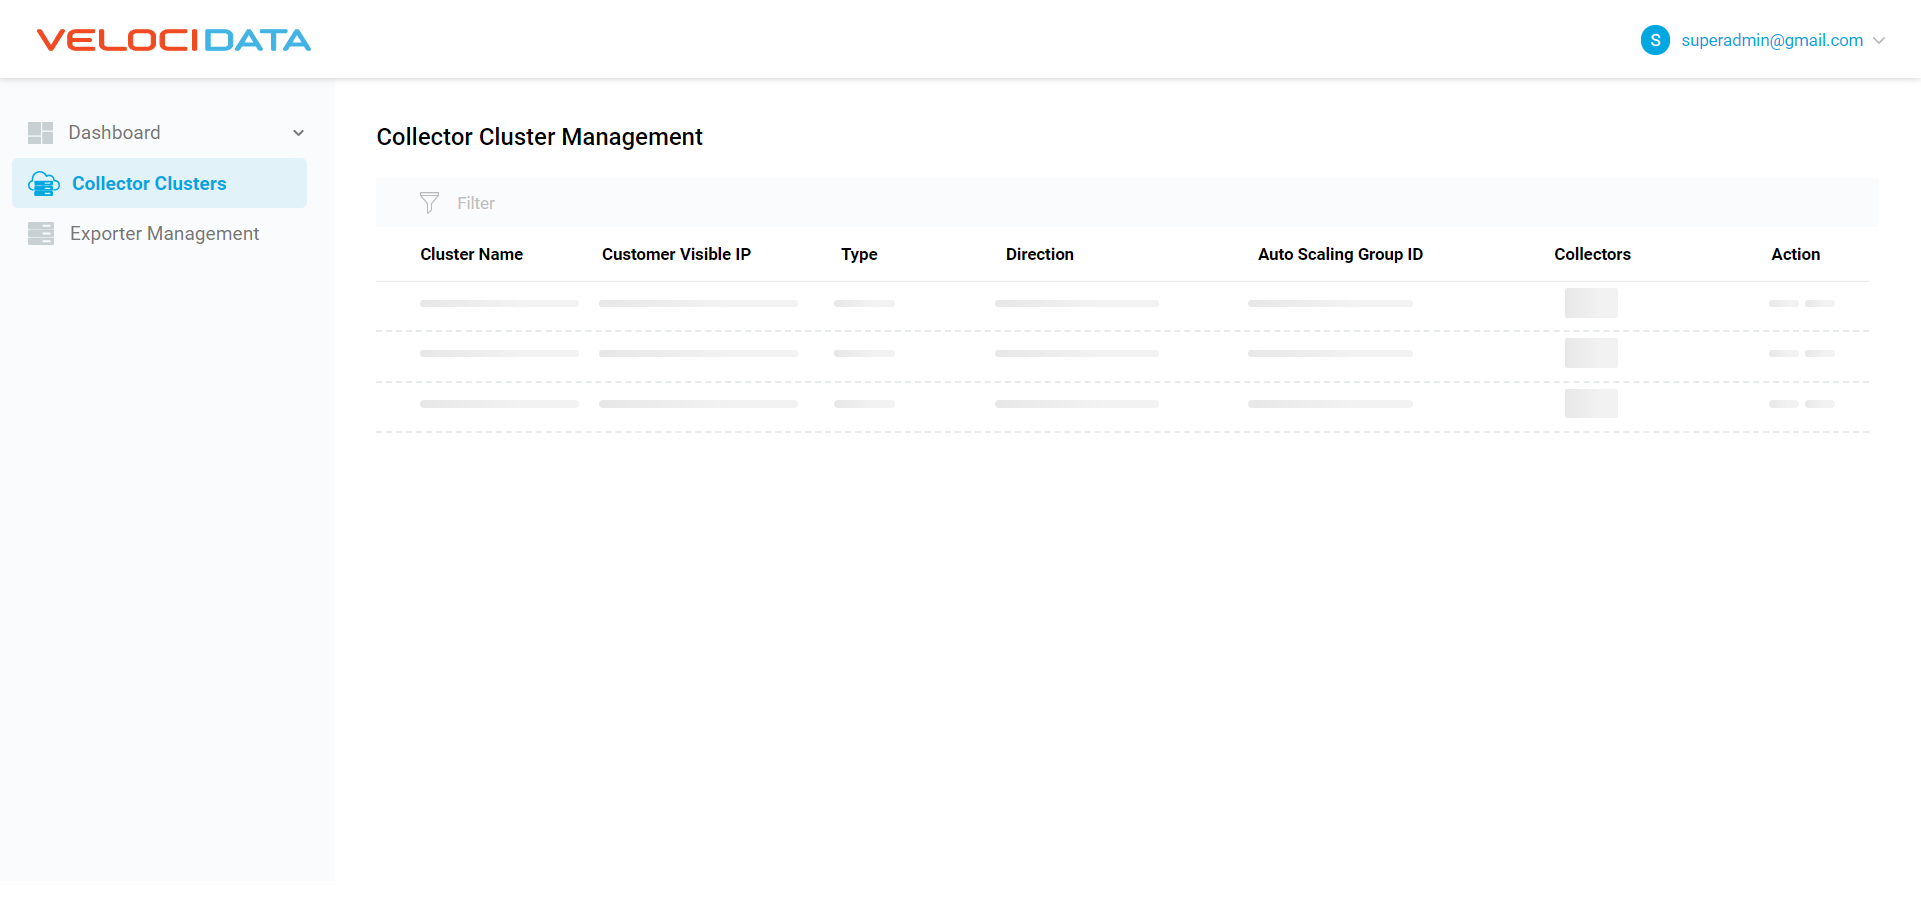 VELOCIDATA
S superadmin@gmail.com
Dashboard
Collector Clusters
Exporter Management
Collector Cluster Management
Filter
Cluster Name Customer Visible IP Type Direction Auto Scaling Group ID Collectors Action